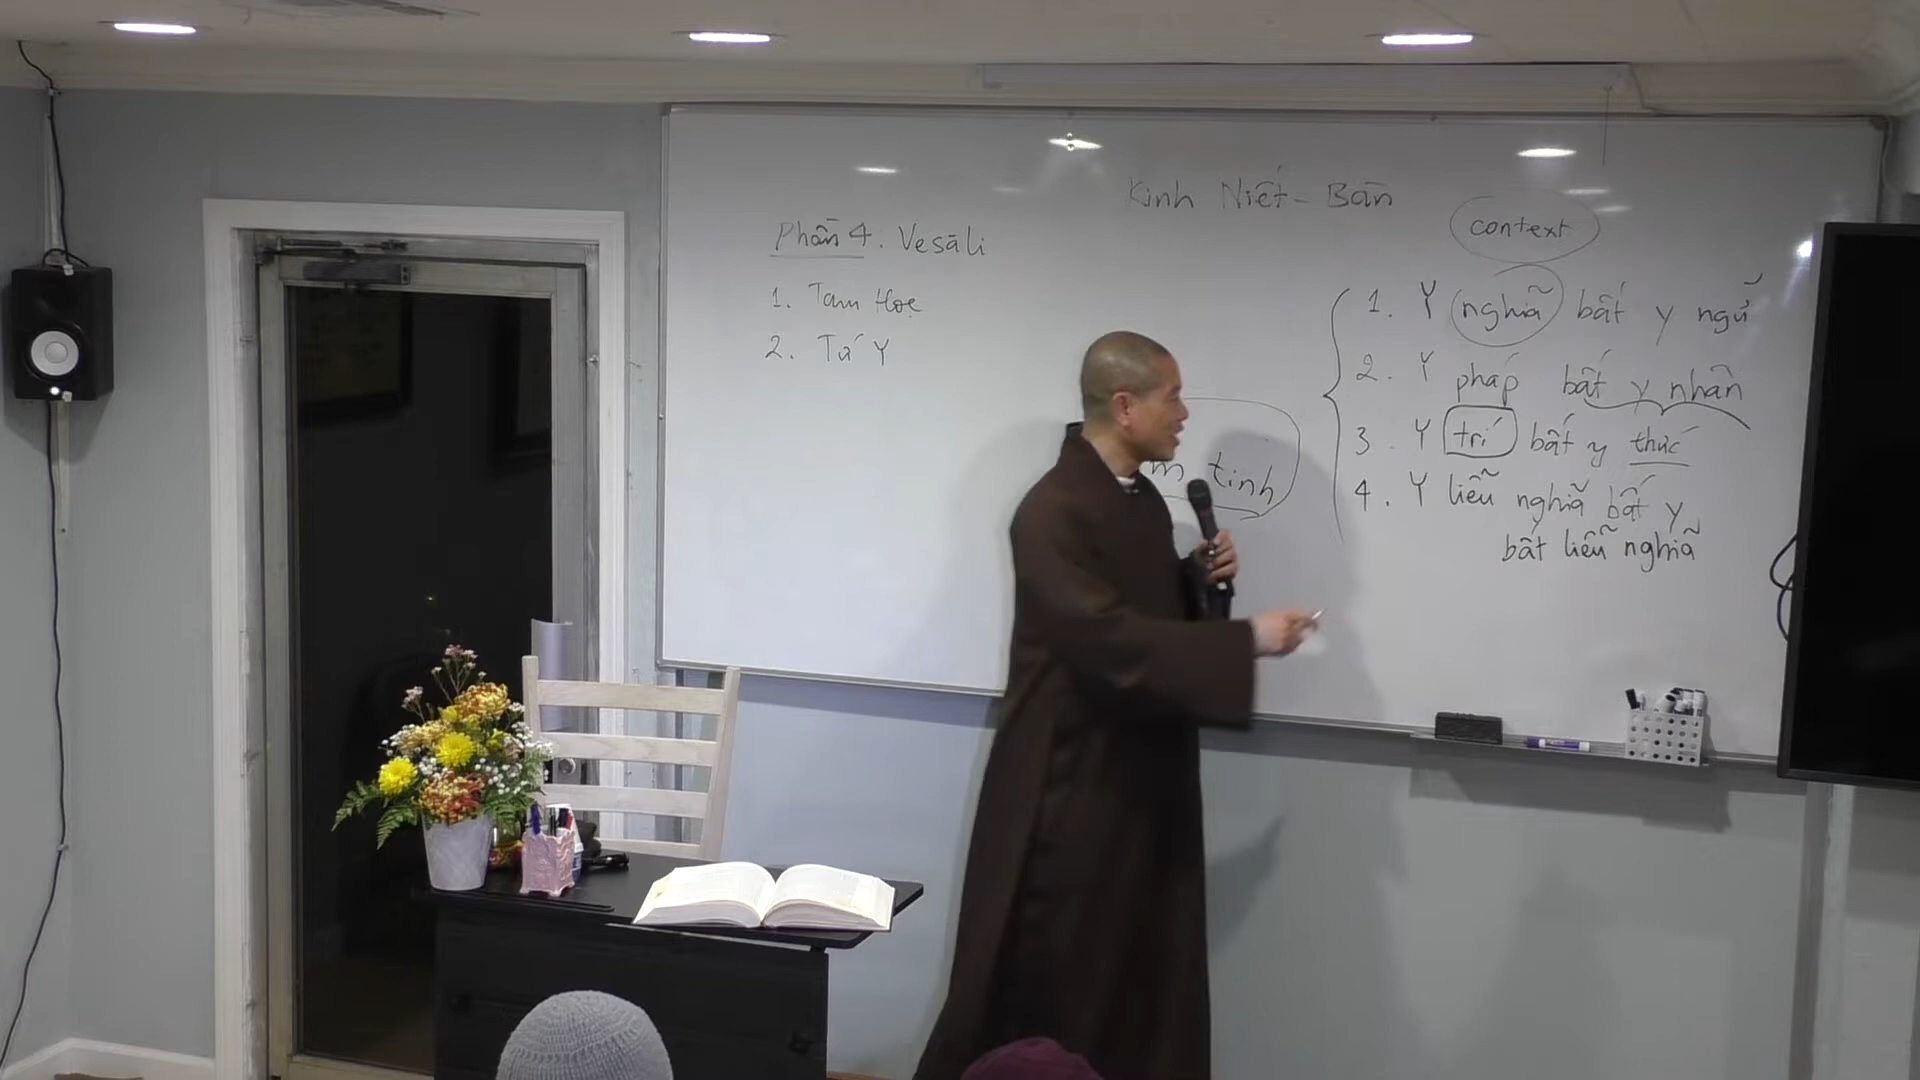 Kinh Niết - Bàn
Phần 4: Vesāli
1. Tam Học
2. Tứ Y
context
1. Y nghĩa bất y ngữ
2. Y pháp bất y nhân
3. Y trí bất y thức
4. Y liễu nghĩa bất y
bất liễu nghĩa
tinh